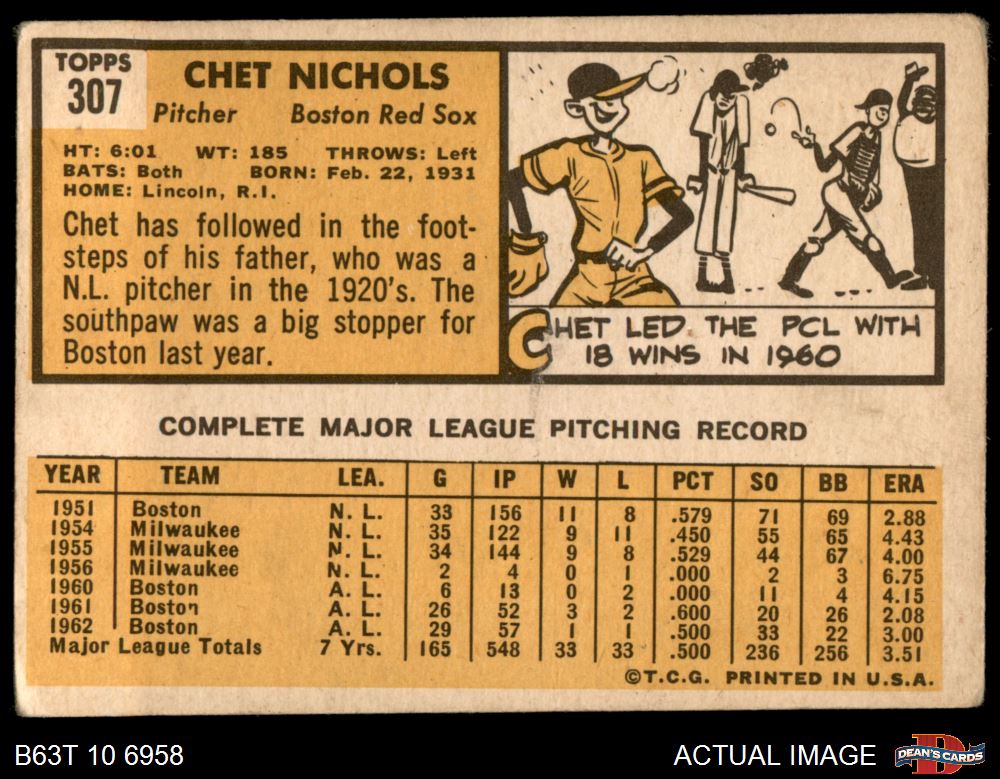 TOPPS
307
CHET NICHOLS
Pitcher Boston Red Sox
HT: 6:01 WT: 185 THROWS: Left
BATS: Both BORN: Feb. 22, 1931
HOME: Lincoln, R.I.
Chet has followed in the foot-
steps of his father, who was a
N.L. pitcher in the 1920's. The
southpaw was a big stopper for
Boston last year.
CHET LED THE PCL WITH
18 WINS IN 1960
COMPLETE MAJOR LEAGUE PITCHING RECORD
YEAR TEAM LEA. G IP W L PCT SO BB ERA
1951 Boston N. L. 33 156 11 8 .579 71 69 2.88
1954 Milwaukee N. L. 35 122 9 11 .450 55 65 4.43
1955 Milwaukee N. L. 34 144 9 8 .529 44 67 4.00
1956 Milwaukee N. L. 2 4 0 1 .000 2 3 6.75
1960 Boston A. L. 6 13 0 2 .000 11 4 4.15
1961 Boston A. L. 26 52 3 2 .600 20 26 2.08
1962 Boston A. L. 29 57 1 1 .500 33 22 3.00
Major League Totals 7 Yrs. 165 548 33 33 .500 236 256 3.51
©T.C.G. PRINTED IN U.S.A.
B63T 10 6958
ACTUAL IMAGE
D
DEAN'S CARDS